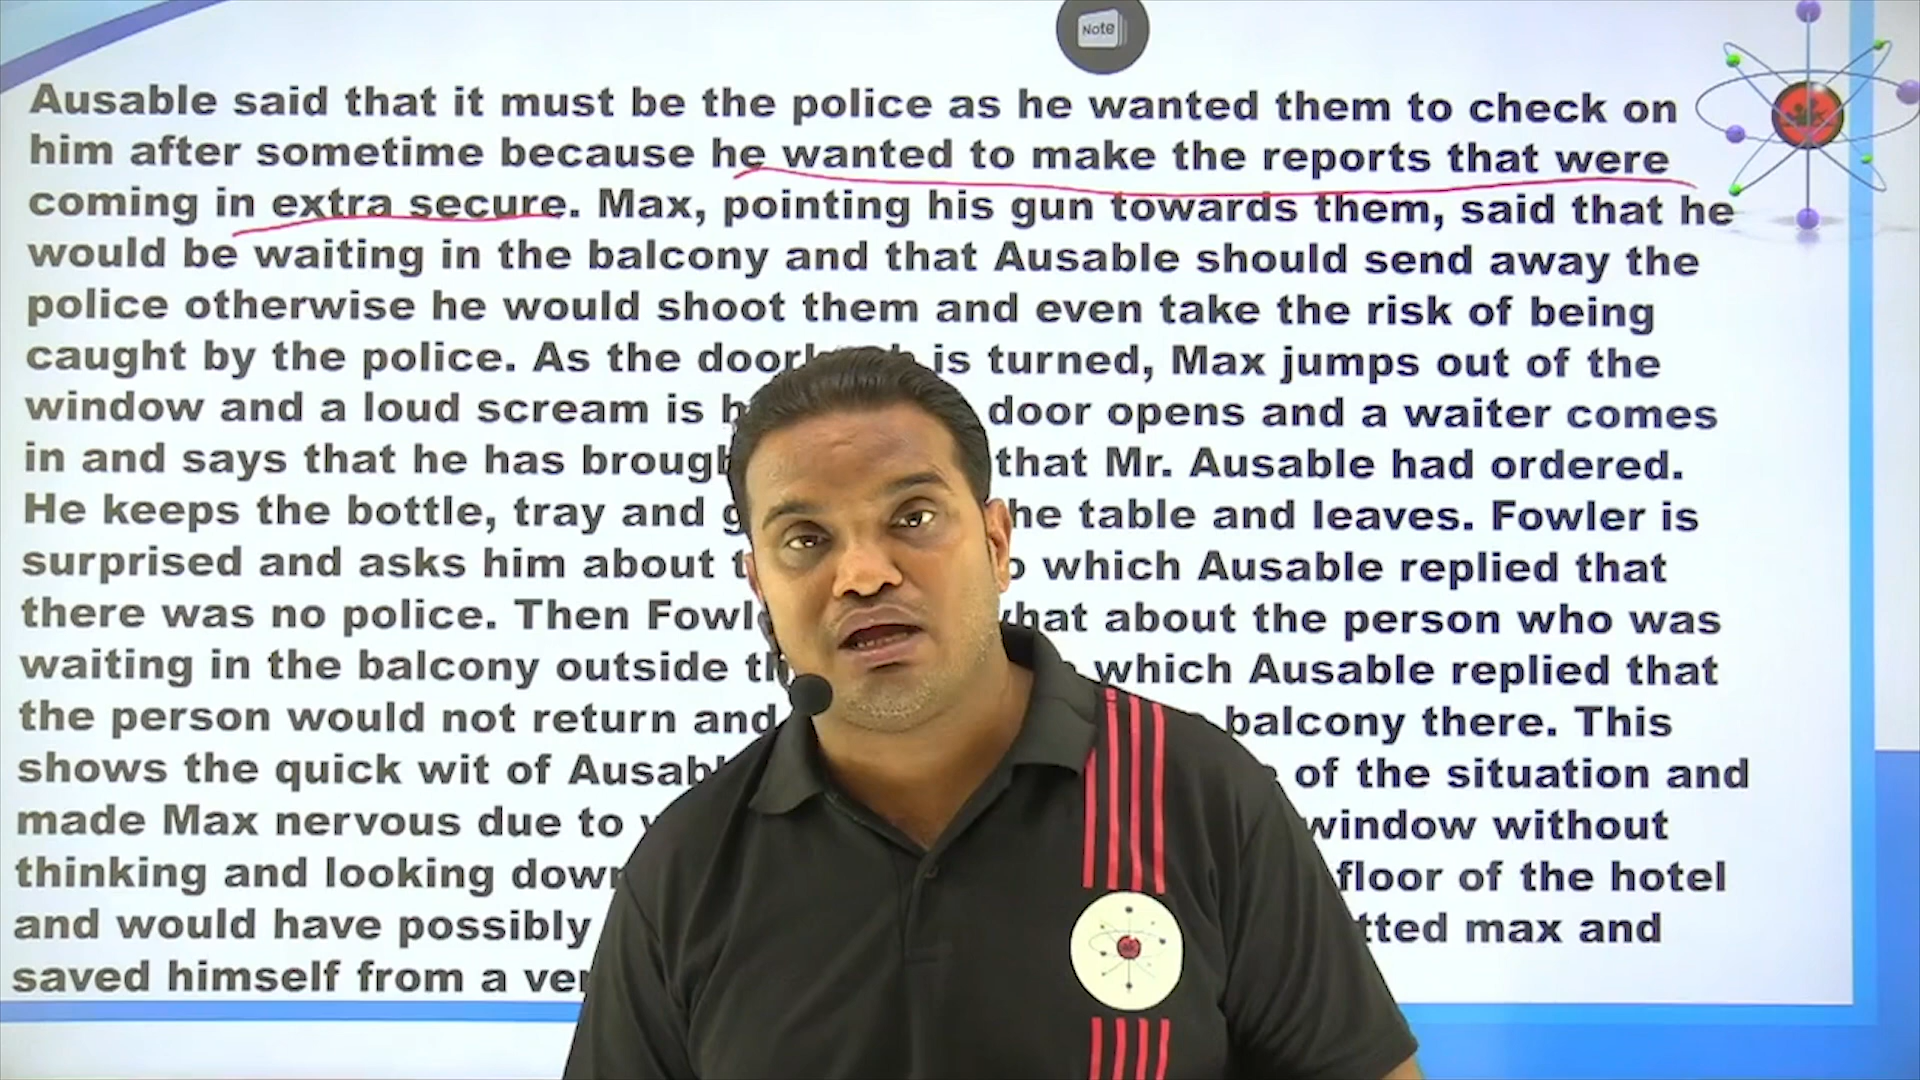 Note
Ausable said that it must be the police as he wanted them to check on
him after sometime because he wanted to make the reports that were
coming in extra secure. Max, pointing his gun towards them, said that he
would be waiting in the balcony and that Ausable should send away the
police otherwise he would shoot them and even take the risk of being
caught by the police. As the is turned, Max jumps out of the
window and a loud scream is door opens and a waiter comes
in and says that he has that Mr. Ausable had ordered.
He keeps the bottle, tray and table and leaves. Fowler is
surprised and asks him about which Ausable replied that
there was no police. Then about the person who was
waiting in the balcony outside which Ausable replied that
the person would not return and balcony there. This
shows the quick wit of of the situation and
made Max nervous due to window without
thinking and looking floor of the hotel
and would have possibly max and
saved himself from a